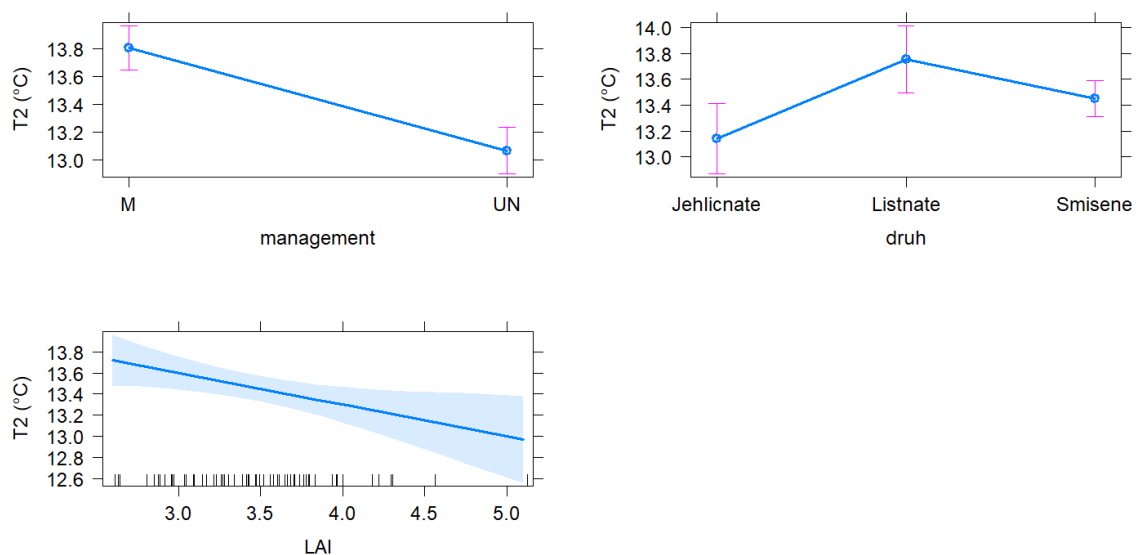 T2 (°C)
13.8
13.6
13.4
13.2
13.0
M UN
management
T2 (°C)
14.0
13.8
13.6
13.4
13.2
13.0
Jehlicnate Listnate Smisene
druh
T2 (°C)
13.8
13.6
13.4
13.2
13.0
12.8
12.6
3.0 3.5 4.0 4.5 5.0
LAI